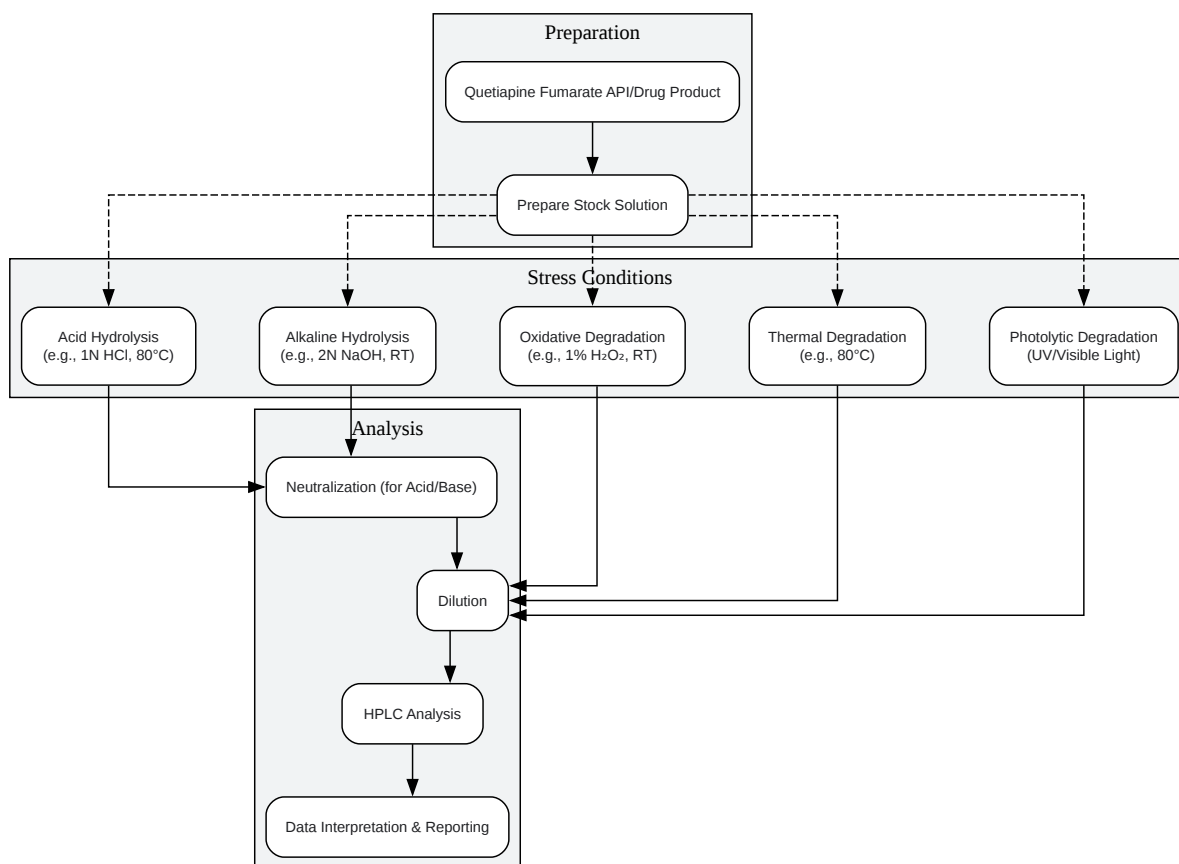 Preparation
Quetiapine Fumarate API/Drug Product
Prepare Stock Solution
Stress Conditions
Acid Hydrolysis
(e.g., 1N HCl, 80°C)
Alkaline Hydrolysis
(e.g., 2N NaOH, RT)
Oxidative Degradation
(e.g., 1% H₂O₂, RT)
Thermal Degradation
(e.g., 80°C)
Photolytic Degradation
(UV/Visible Light)
Analysis
Neutralization (for Acid/Base)
Dilution
HPLC Analysis
Data Interpretation & Reporting